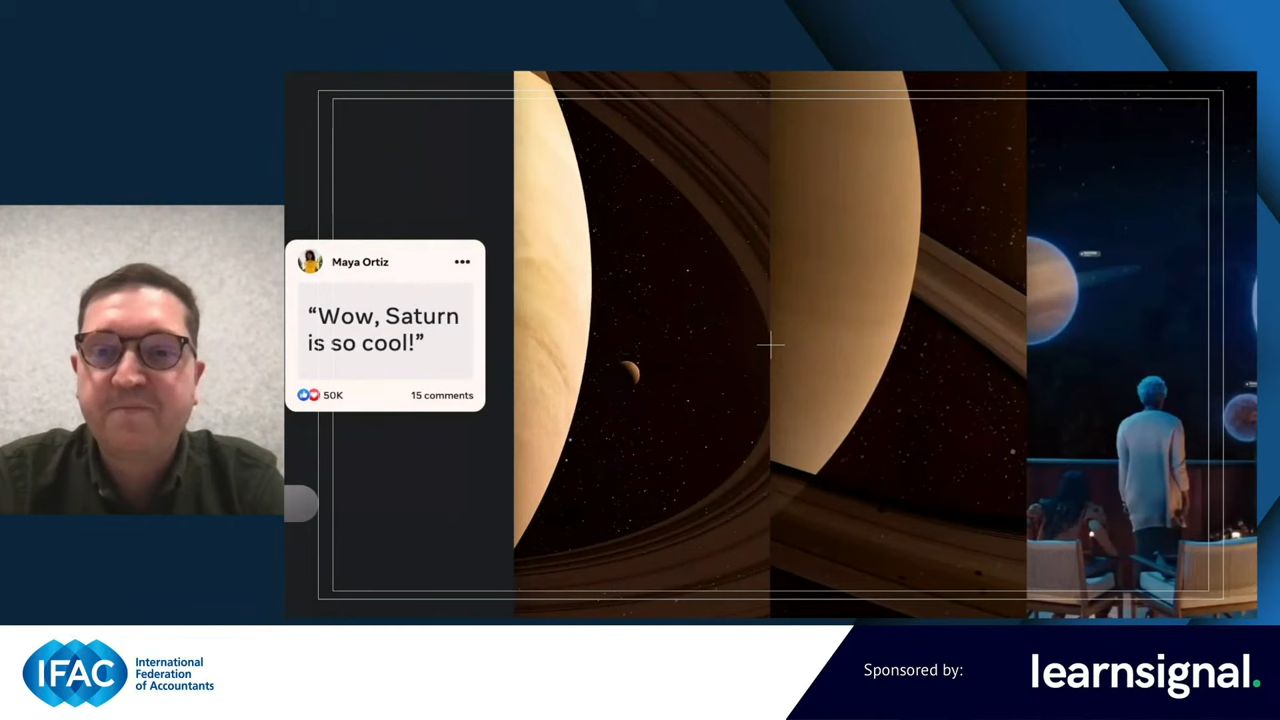 Maya Ortiz
“Wow, Saturn
is so cool!”
50K
15 comments
IFAC
International
Federation
of Accountants
Sponsored by:
learnsignal.